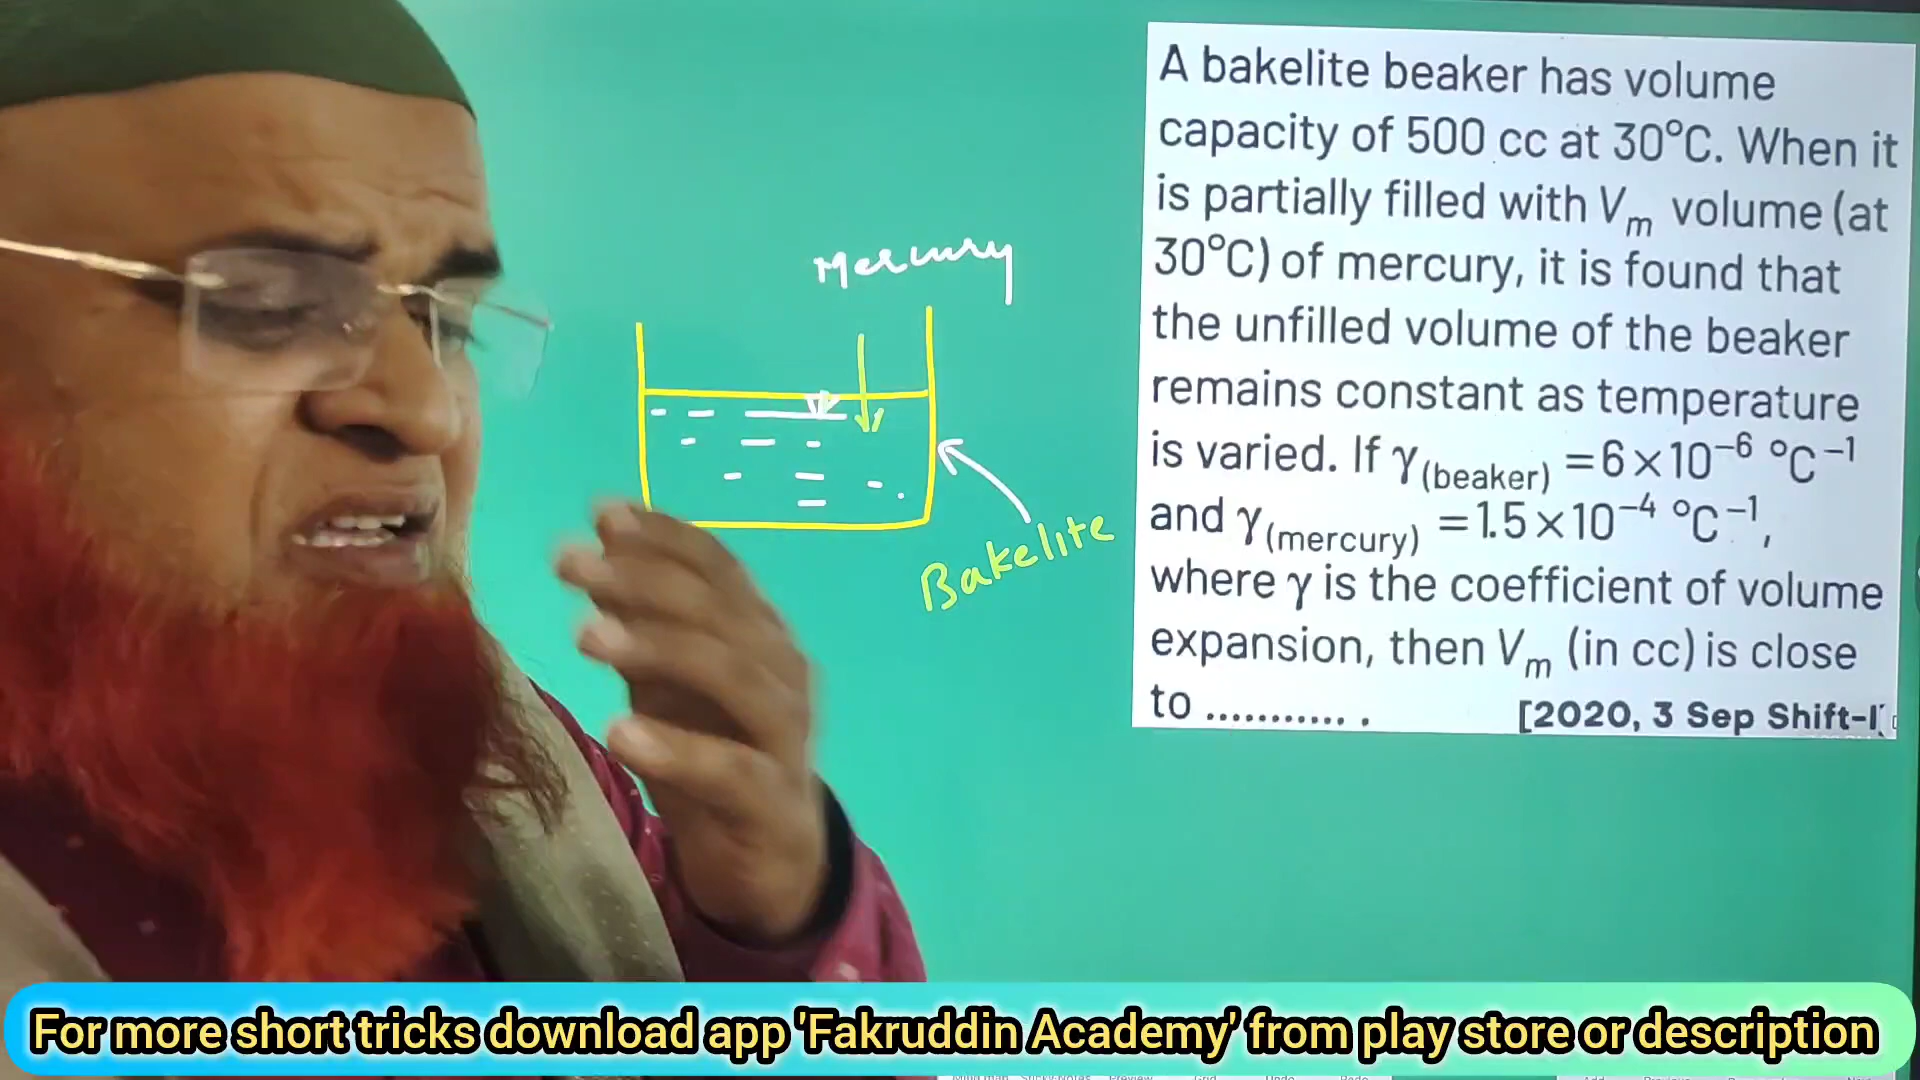 Mercury
Bakelite
A bakelite beaker has volume
capacity of 500 cc at 30°C. When it
is partially filled with Vₘ volume (at
30°C) of mercury, it is found that
the unfilled volume of the beaker
remains constant as temperature
is varied. If γ(beaker) = 6×10⁻⁶ °C⁻¹
and γ(mercury) = 1.5×10⁻⁴ °C⁻¹,
where γ is the coefficient of volume
expansion, then Vₘ (in cc) is close
to ............ .
[2020, 3 Sep Shift-I]
For more short tricks download app 'Fakruddin Academy' from play store or description